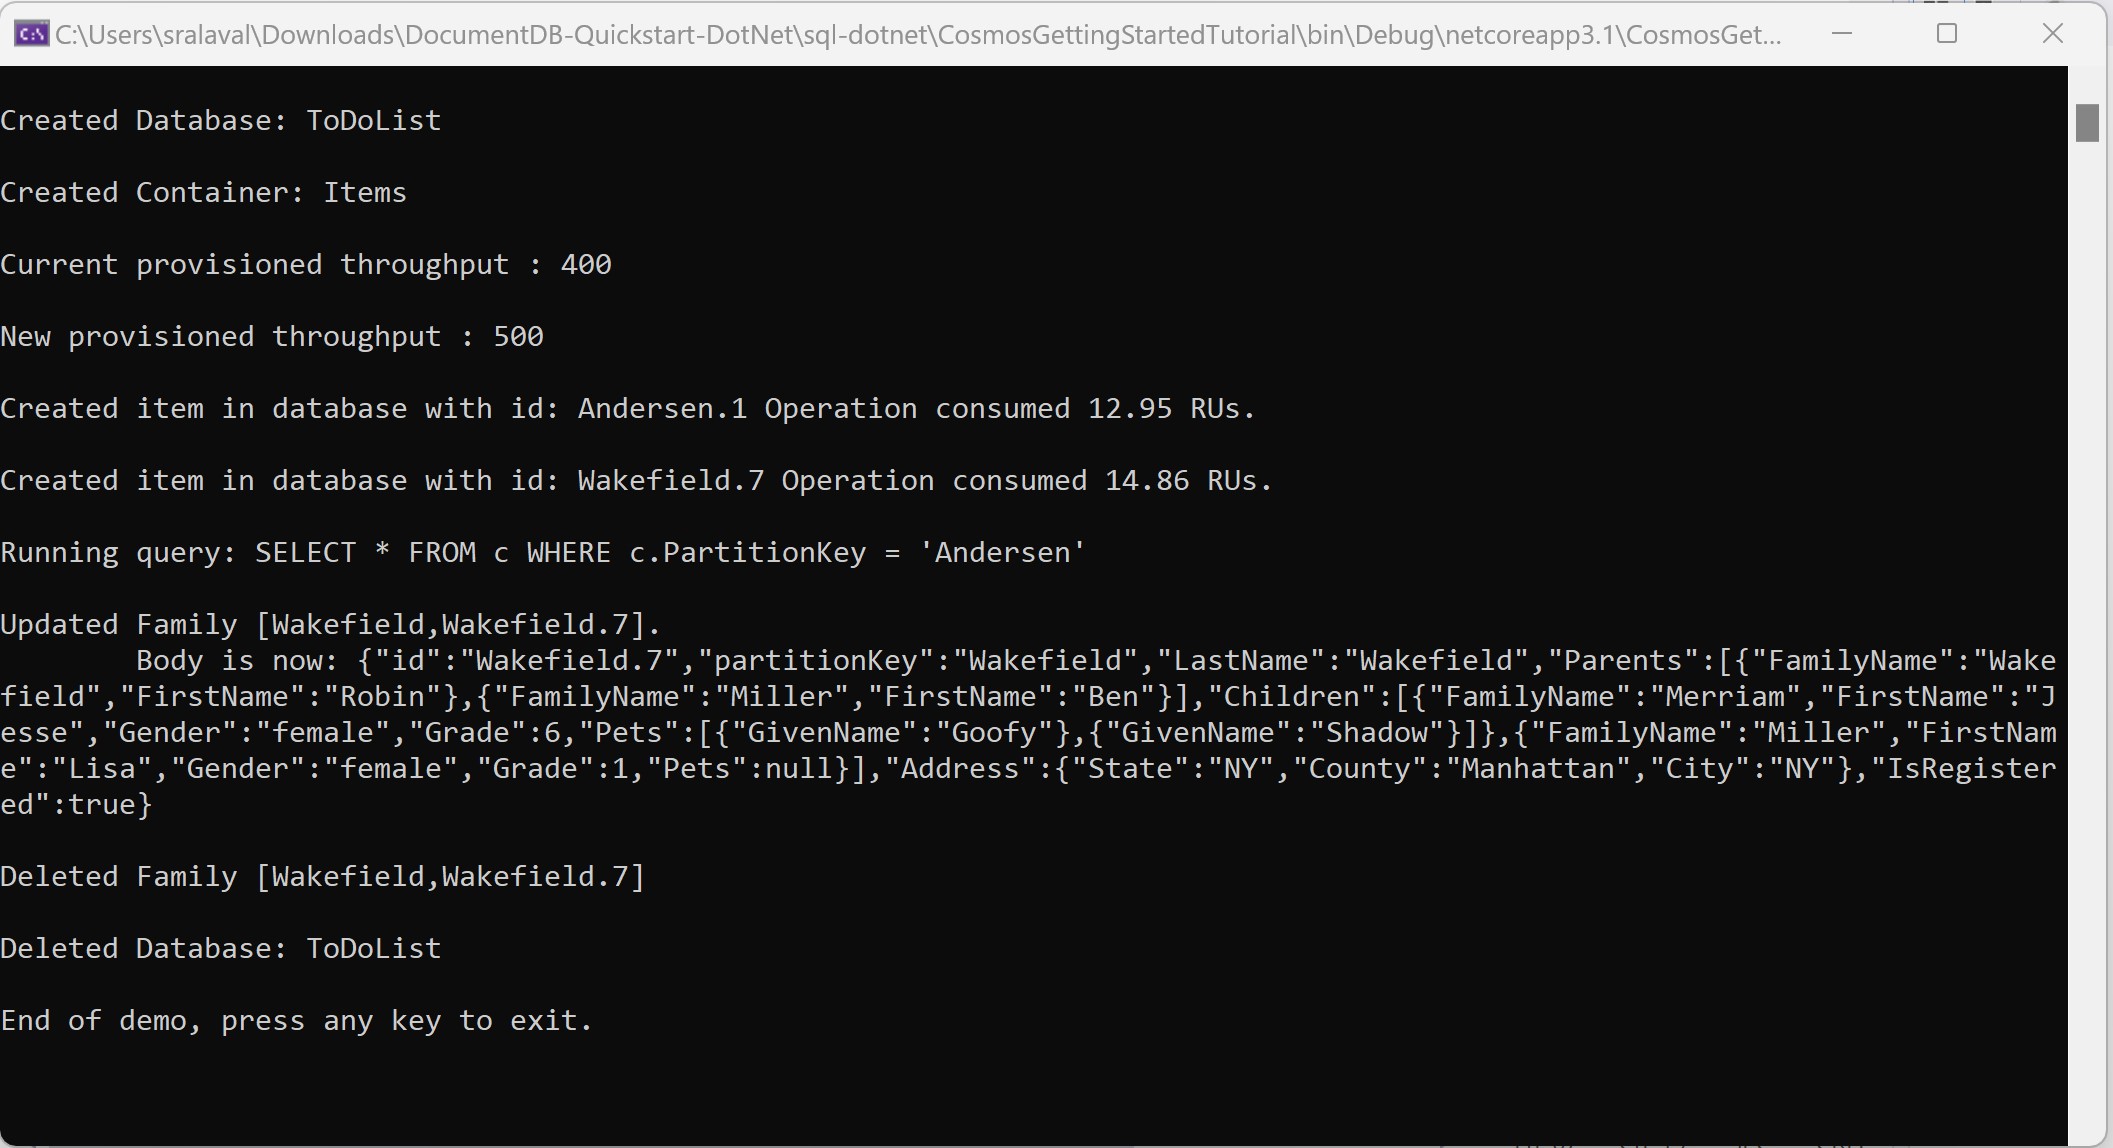 C:\Users\sralaval\Downloads\DocumentDB-Quickstart-DotNet\sql-dotnet\CosmosGettingStartedTutorial\bin\Debug\netcoreapp3.1\CosmosGet...
Created Database: ToDoList
Created Container: Items
Current provisioned throughput : 400
New provisioned throughput : 500
Created item in database with id: Andersen.1 Operation consumed 12.95 RUs.
Created item in database with id: Wakefield.7 Operation consumed 14.86 RUs.
Running query: SELECT * FROM c WHERE c.PartitionKey = 'Andersen'
Updated Family [Wakefield,Wakefield.7].
Body is now: {"id":"Wakefield.7","partitionKey":"Wakefield","LastName":"Wakefield","Parents":[{"FamilyName":"Wake
field","FirstName":"Robin"},{"FamilyName":"Miller","FirstName":"Ben"}],"Children":[{"FamilyName":"Merriam","FirstName":"J
esse","Gender":"female","Grade":6,"Pets":[{"GivenName":"Goofy"},{"GivenName":"Shadow"}]},{"FamilyName":"Miller","FirstNam
e":"Lisa","Gender":"female","Grade":1,"Pets":null}],"Address":{"State":"NY","County":"Manhattan","City":"NY"},"IsRegister
ed":true}
Deleted Family [Wakefield,Wakefield.7]
Deleted Database: ToDoList
End of demo, press any key to exit.